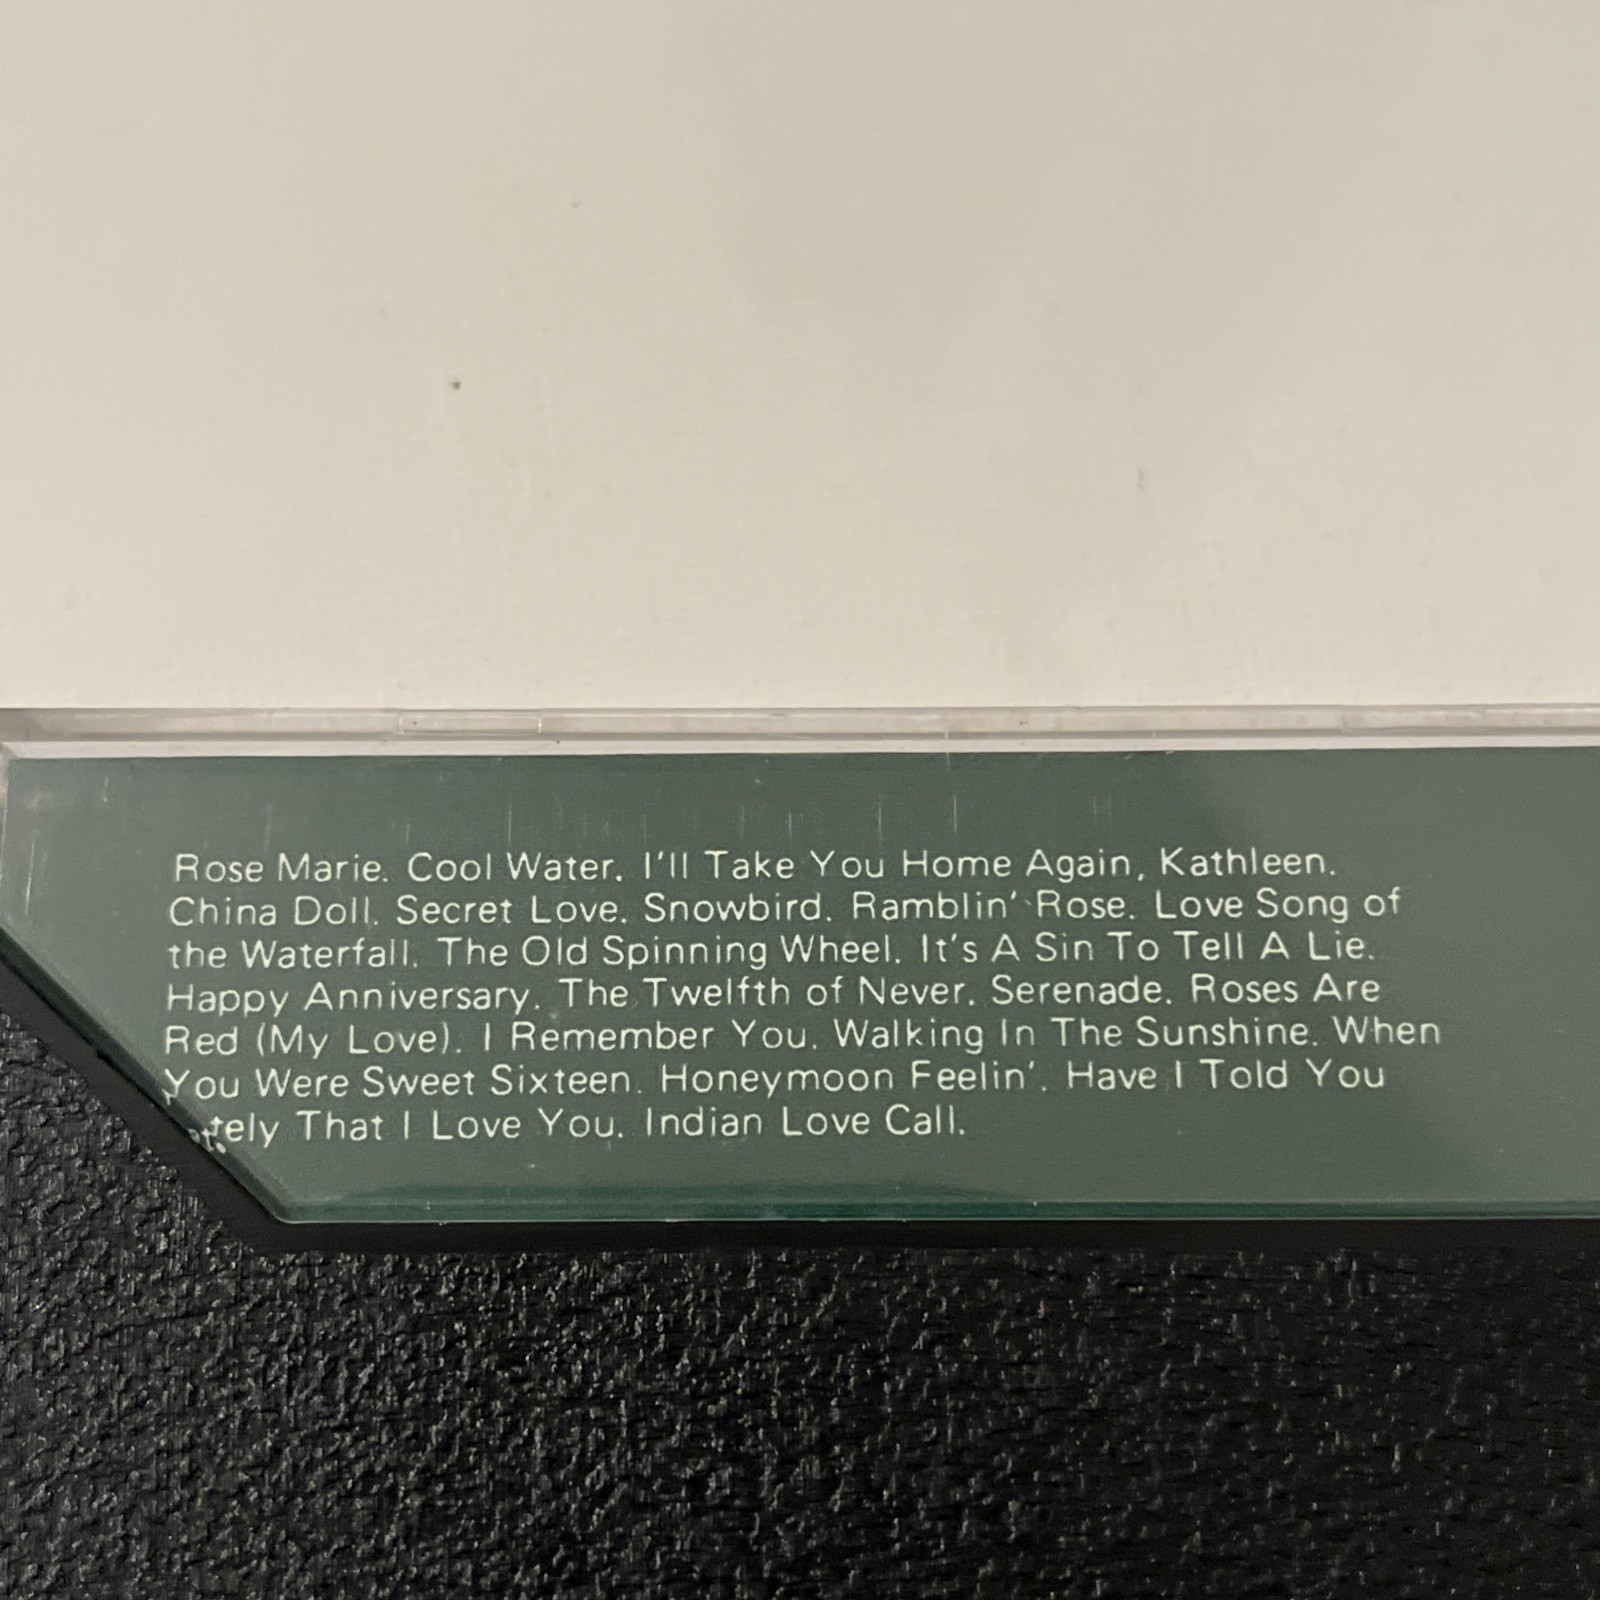 Rose Marie. Cool Water. I'll Take You Home Again, Kathleen.
China Doll. Secret Love. Snowbird. Ramblin' Rose. Love Song of
the Waterfall. The Old Spinning Wheel. It's A Sin To Tell A Lie.
Happy Anniversary. The Twelfth of Never. Serenade. Roses Are
Red (My Love). I Remember You. Walking In The Sunshine. When
You Were Sweet Sixteen. Honeymoon Feelin'. Have I Told You
That I Love You. Indian Love Call.